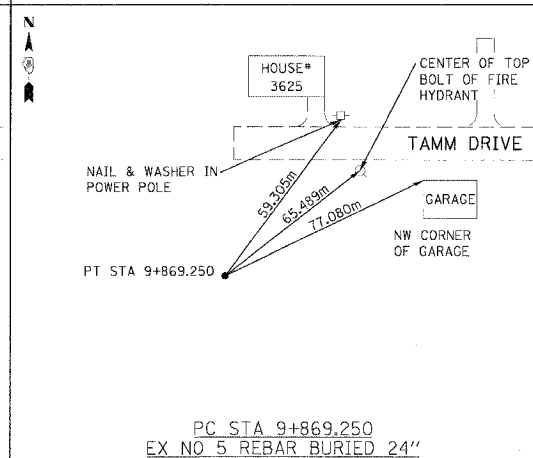 N
HOUSE#
3625
CENTER OF TOP
BOLT OF FIRE
HYDRANT
TAMM DRIVE
NAIL & WASHER IN
POWER POLE
59.305m
65.489m
77.080m
GARAGE
NW CORNER
OF GARAGE
PT STA 9+869.250
PC STA 9+869.250
EX NO 5 REBAR BURIED 24"